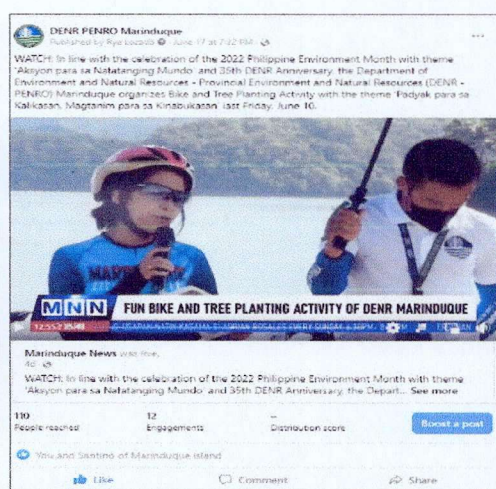 DENR PENRO Marinduque
Published by Rye · June 17 at 7:22 PM ·
WATCH: In line with the celebration of the 2022 Philippine Environment Month with theme
'Aksyon para sa Natatanging Mundo' and 35th DENR Anniversary, the Department of
Environment and Natural Resources - Provincial Environment and Natural Resources (DENR -
PENRO) Marinduque organizes Bike and Tree Planting Activity with the theme 'Padyak para sa
Kalikasan, Magtanim para sa Kinabukasan' last Friday, June 10.
MNN FUN BIKE AND TREE PLANTING ACTIVITY OF DENR MARINDUQUE
EVERY SUNDAY
Marinduque News was live.
4d
WATCH: In line with the celebration of the 2022 Philippine Environment Month with theme
'Aksyon para sa Natatanging Mundo' and 35th DENR Anniversary, the Depart... See more
110
People reached
12
Engagements
--
Distribution score
Boost a post
You and Santino of Marinduque island
Like
Comment
Share